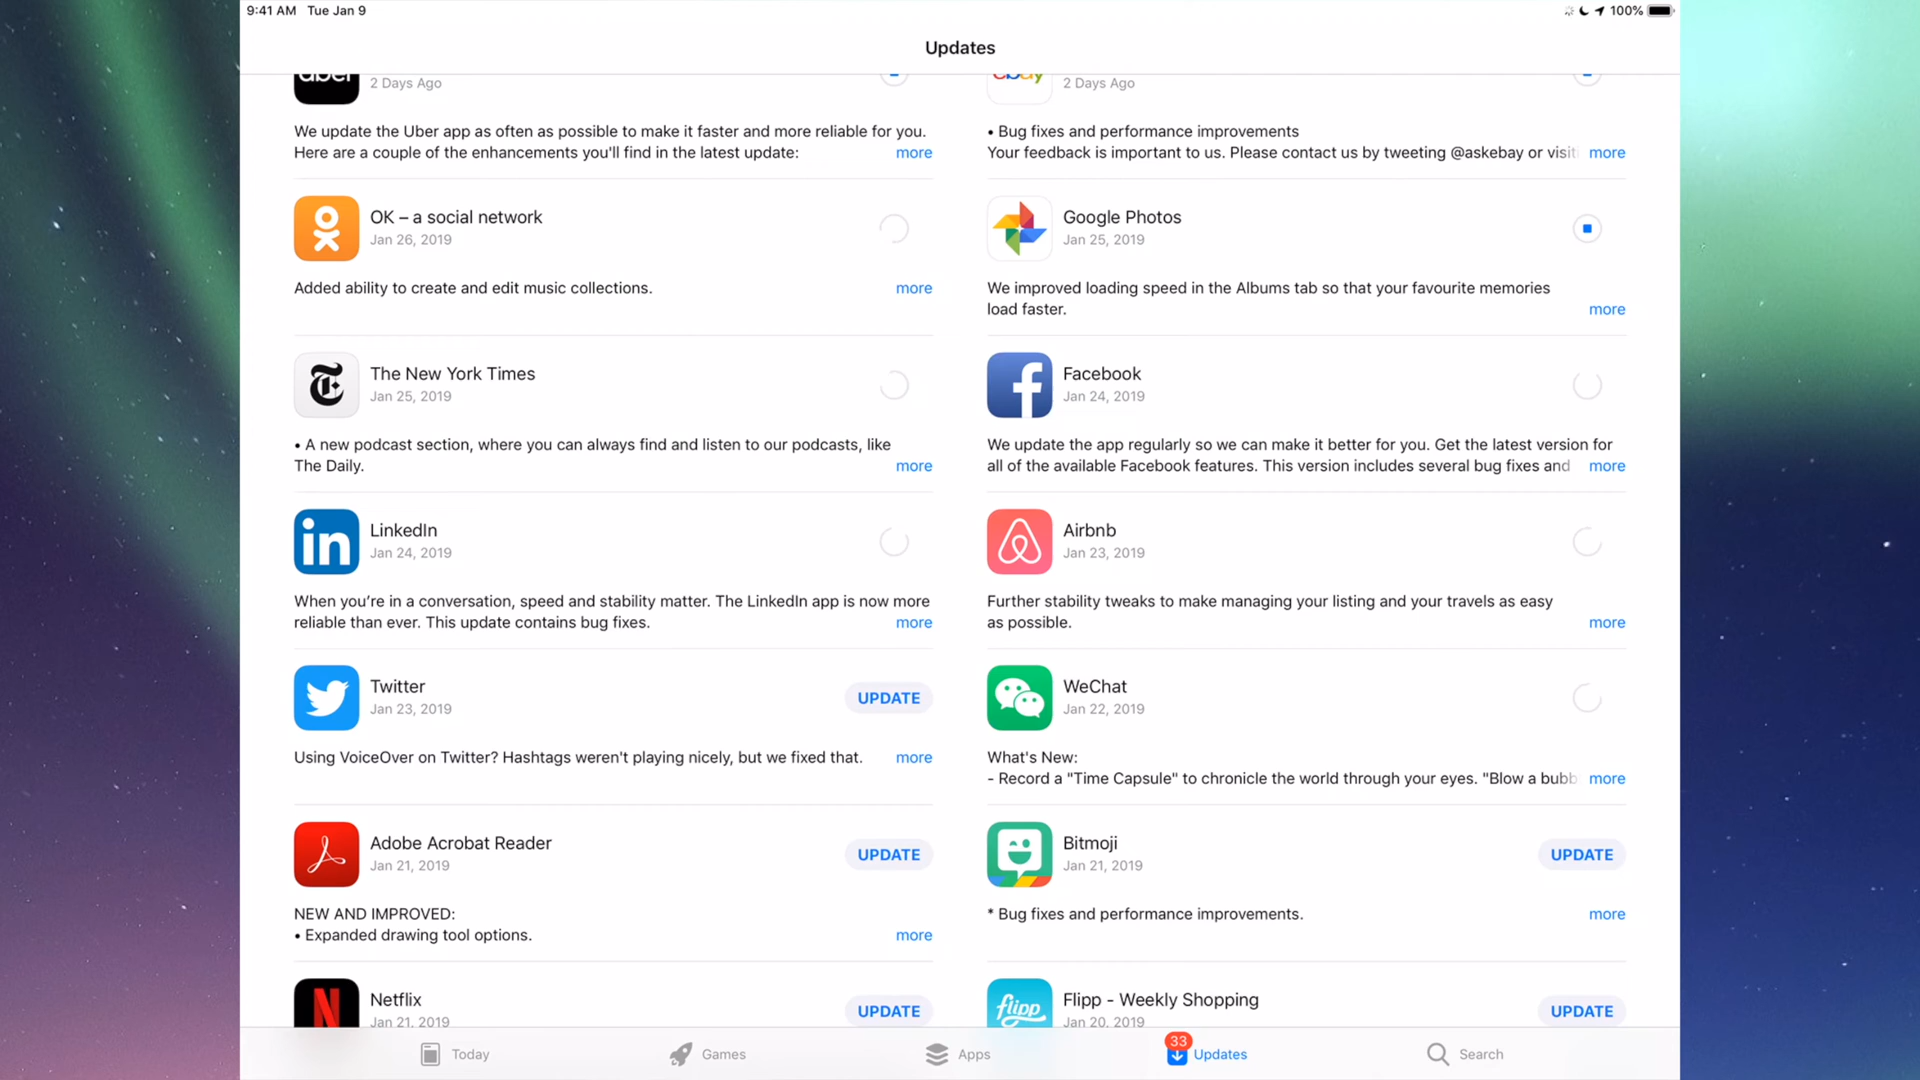 9:41 AM Tue Jan 9
100%
Updates
Uber
2 Days Ago
ebay
2 Days Ago
We update the Uber app as often as possible to make it faster and more reliable for you.
Here are a couple of the enhancements you'll find in the latest update:
more
• Bug fixes and performance improvements
Your feedback is important to us. Please contact us by tweeting @askebay or visit
more
OK – a social network
Jan 26, 2019
Added ability to create and edit music collections.
more
Google Photos
Jan 25, 2019
We improved loading speed in the Albums tab so that your favourite memories
load faster.
more
The New York Times
Jan 25, 2019
• A new podcast section, where you can always find and listen to our podcasts, like
The Daily.
more
Facebook
Jan 24, 2019
We update the app regularly so we can make it better for you. Get the latest version for
all of the available Facebook features. This version includes several bug fixes and
more
in
LinkedIn
Jan 24, 2019
When you're in a conversation, speed and stability matter. The LinkedIn app is now more
reliable than ever. This update contains bug fixes.
more
Airbnb
Jan 23, 2019
Further stability tweaks to make managing your listing and your travels as easy
as possible.
more
Twitter
Jan 23, 2019
UPDATE
Using VoiceOver on Twitter? Hashtags weren't playing nicely, but we fixed that.
more
WeChat
Jan 22, 2019
What's New:
- Record a "Time Capsule" to chronicle the world through your eyes. "Blow a bubb
more
Adobe Acrobat Reader
Jan 21, 2019
UPDATE
NEW AND IMPROVED:
• Expanded drawing tool options.
more
Bitmoji
Jan 21, 2019
UPDATE
* Bug fixes and performance improvements.
more
Netflix
Jan 21, 2019
UPDATE
flipp
Flipp - Weekly Shopping
Jan 20, 2019
UPDATE
Today
Games
Apps
33
Updates
Search